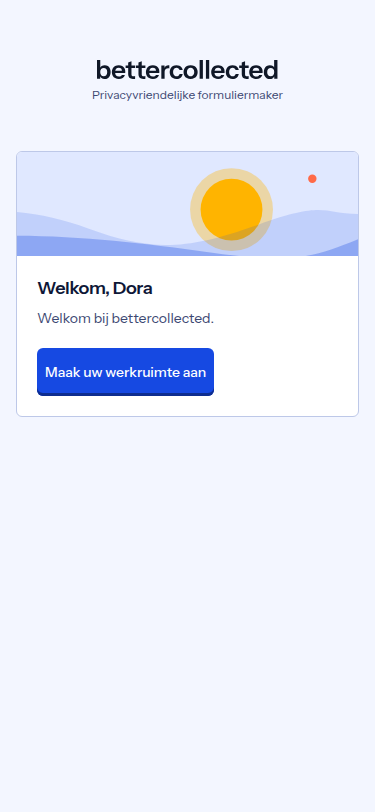 bettercollected
Privacyvriendelijke formuliermaker
Welkom, Dora
Welkom bij bettercollected.
Maak uw werkruimte aan